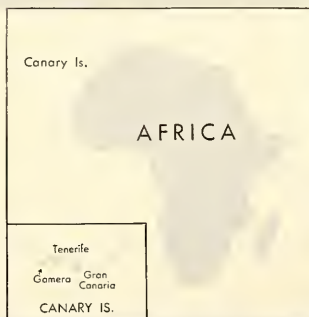 Canary Is.
AFRICA
Tenerife
Gomera Gran
Canaria
CANARY IS.